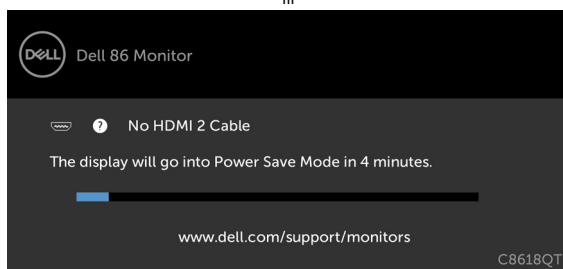 DELL
Dell 86 Monitor
No HDMI 2 Cable
The display will go into Power Save Mode in 4 minutes.
www.dell.com/support/monitors
C8618QT